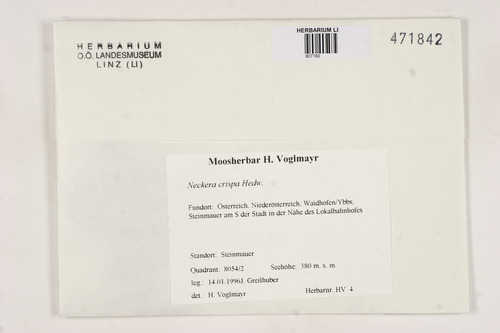 HERBARIUM LI
807760
471842
HERBARIUM
O.Ö. LANDESMUSEUM
LINZ (LI)
Moosherbar H. Voglmayr
Neckera crispa Hedw.
Fundort: Österreich. Niederösterreich. Waidhofen/Ybbs.
Steinmauer am S der Stadt in der Nähe des Lokalbahnhofes
Standort: Steinmauer
Quadrant: 8054/2 Seehöhe: 380 m. s. m.
leg.: 14.01.1996J. Greilhuber
det.: H. Voglmayr Herbarnr. HV 4